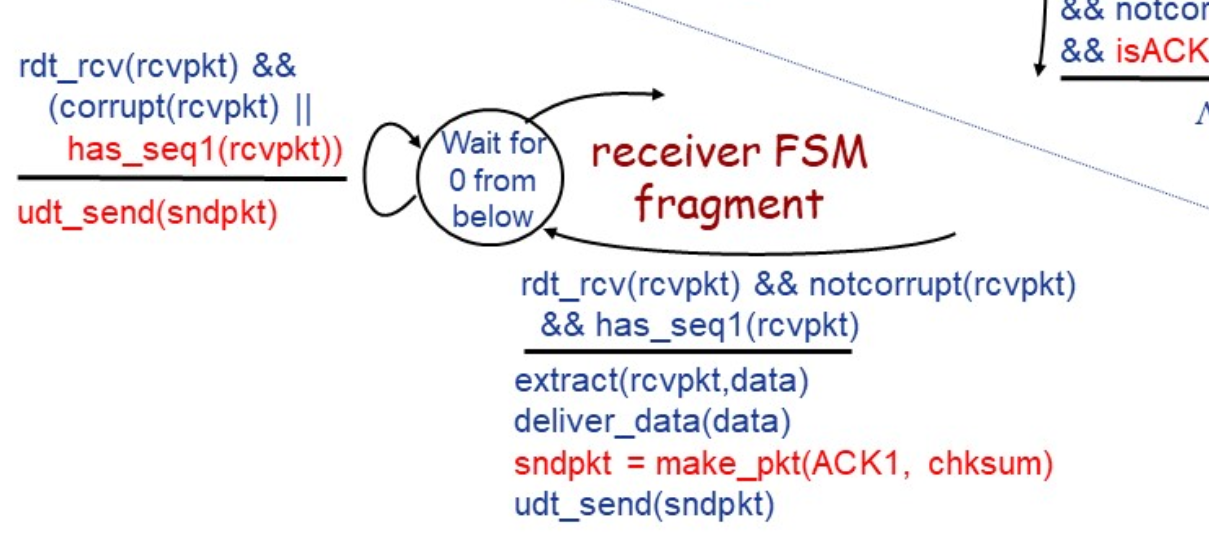 && notcor
&& isACK
Λ
rdt_rcv(rcvpkt) &&
(corrupt(rcvpkt) ||
has_seq1(rcvpkt))
udt_send(sndpkt)
Wait for
0 from
below
receiver FSM
fragment
rdt_rcv(rcvpkt) && notcorrupt(rcvpkt)
&& has_seq1(rcvpkt)
extract(rcvpkt,data)
deliver_data(data)
sndpkt = make_pkt(ACK1, chksum)
udt_send(sndpkt)